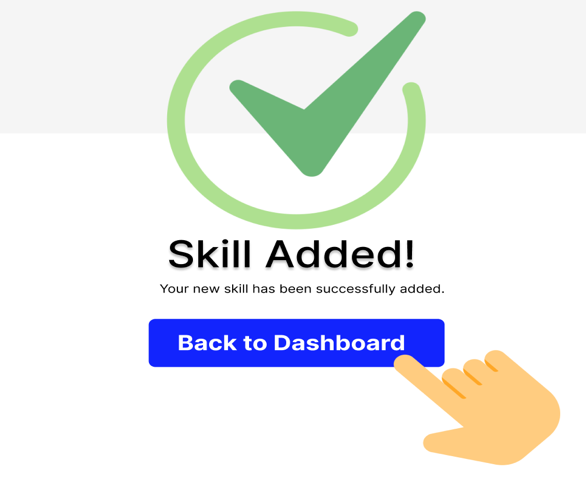 Skill Added!
Your new skill has been successfully added.
Back to Dashboard